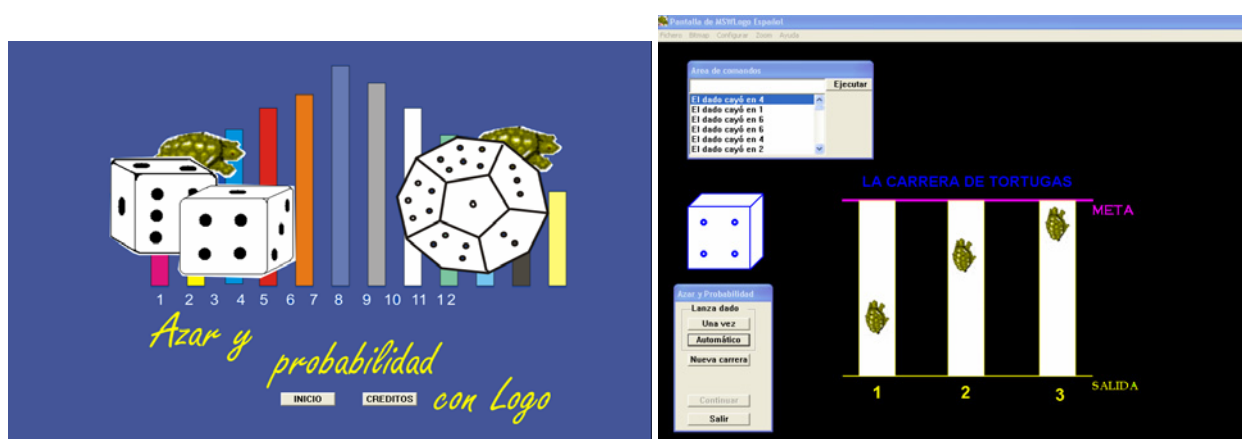 1 2 3 4 5 6 7 8 9 10 11 12
Azar y
probabilidad
con Logo
INICIO CREDITOS
Pantalla de MSWLogo Español
Fichero Bitmap Configurar Zoom Ayuda
Area de comandos
Ejecutar
El dado cayó en 4
El dado cayó en 1
El dado cayó en 6
El dado cayó en 6
El dado cayó en 4
El dado cayó en 2
LA CARRERA DE TORTUGAS
META
Azar y Probabilidad
Lanza dado
Una vez
Automático
Nueva carrera
Continuar
Salir
SALIDA
1 2 3